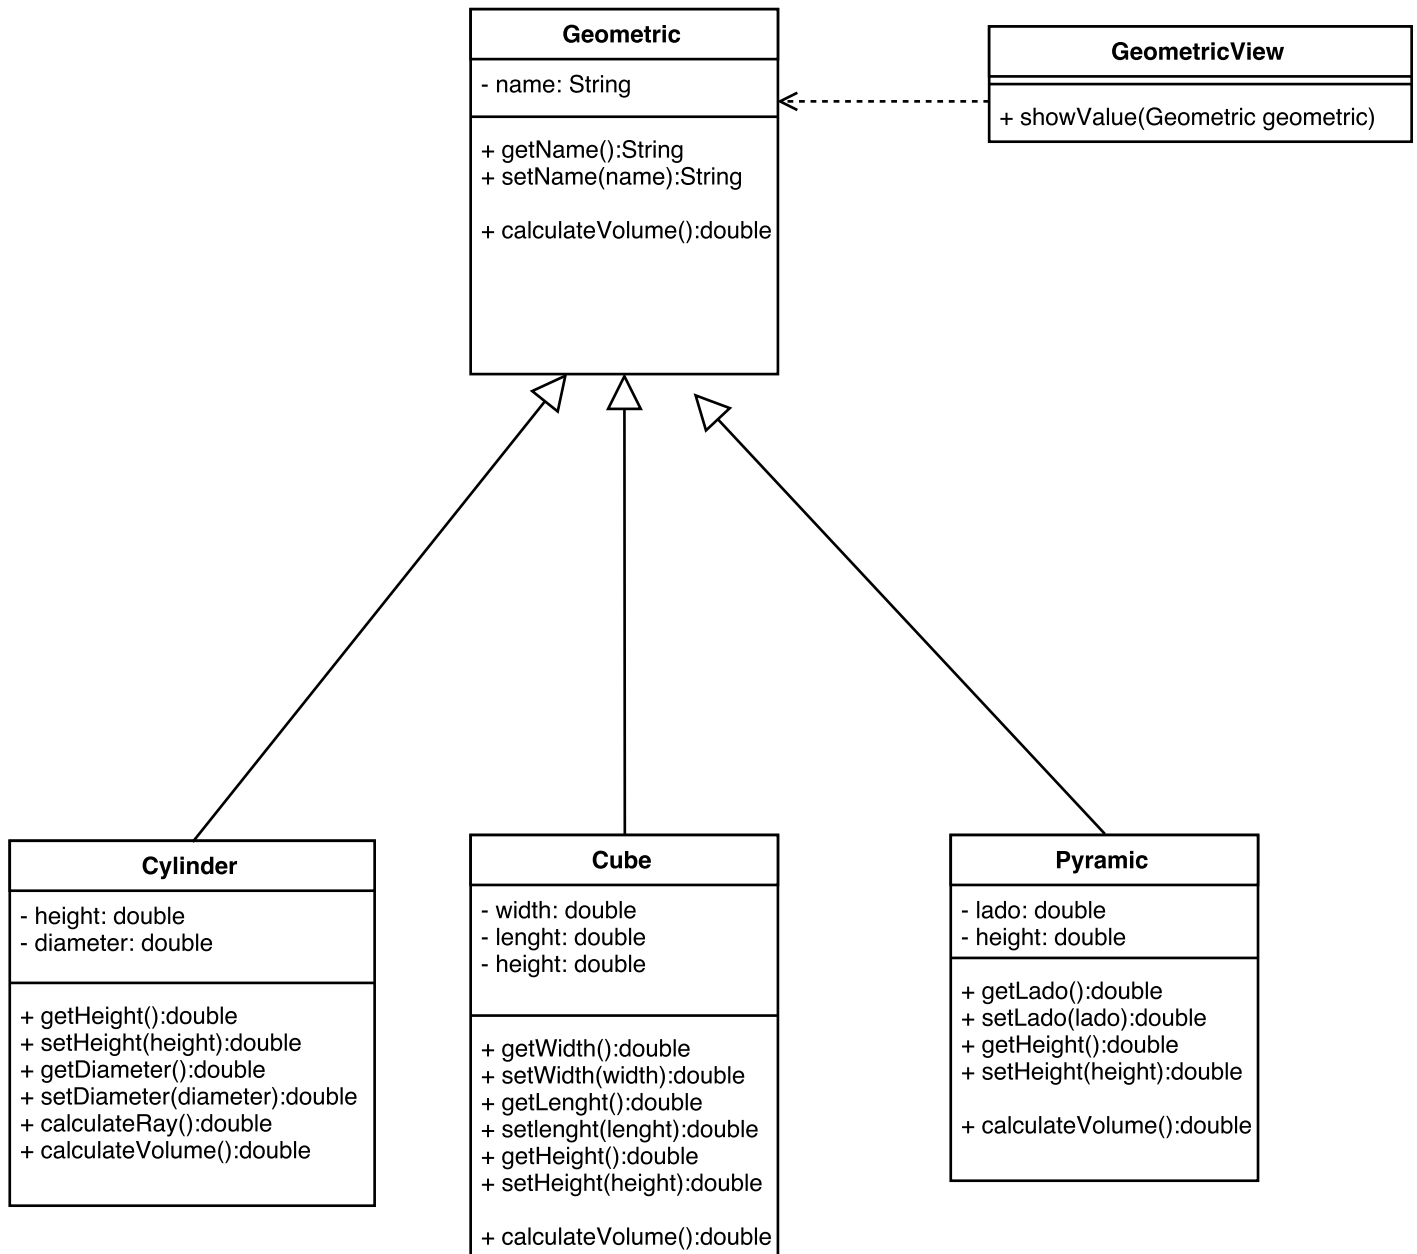 Geometric
- name: String
+ getName():String
+ setName(name):String
+ calculateVolume():double
GeometricView
+ showValue(Geometric geometric)
Cylinder
- height: double
- diameter: double
+ getHeight():double
+ setHeight(height):double
+ getDiameter():double
+ setDiameter(diameter):double
+ calculateRay():double
+ calculateVolume():double
Cube
- width: double
- lenght: double
- height: double
+ getWidth():double
+ setWidth(width):double
+ getLenght():double
+ setlenght(lenght):double
+ getHeight():double
+ setHeight(height):double
+ calculateVolume():double
Pyramic
- lado: double
- height: double
+ getLado():double
+ setLado(lado):double
+ getHeight():double
+ setHeight(height):double
+ calculateVolume():double